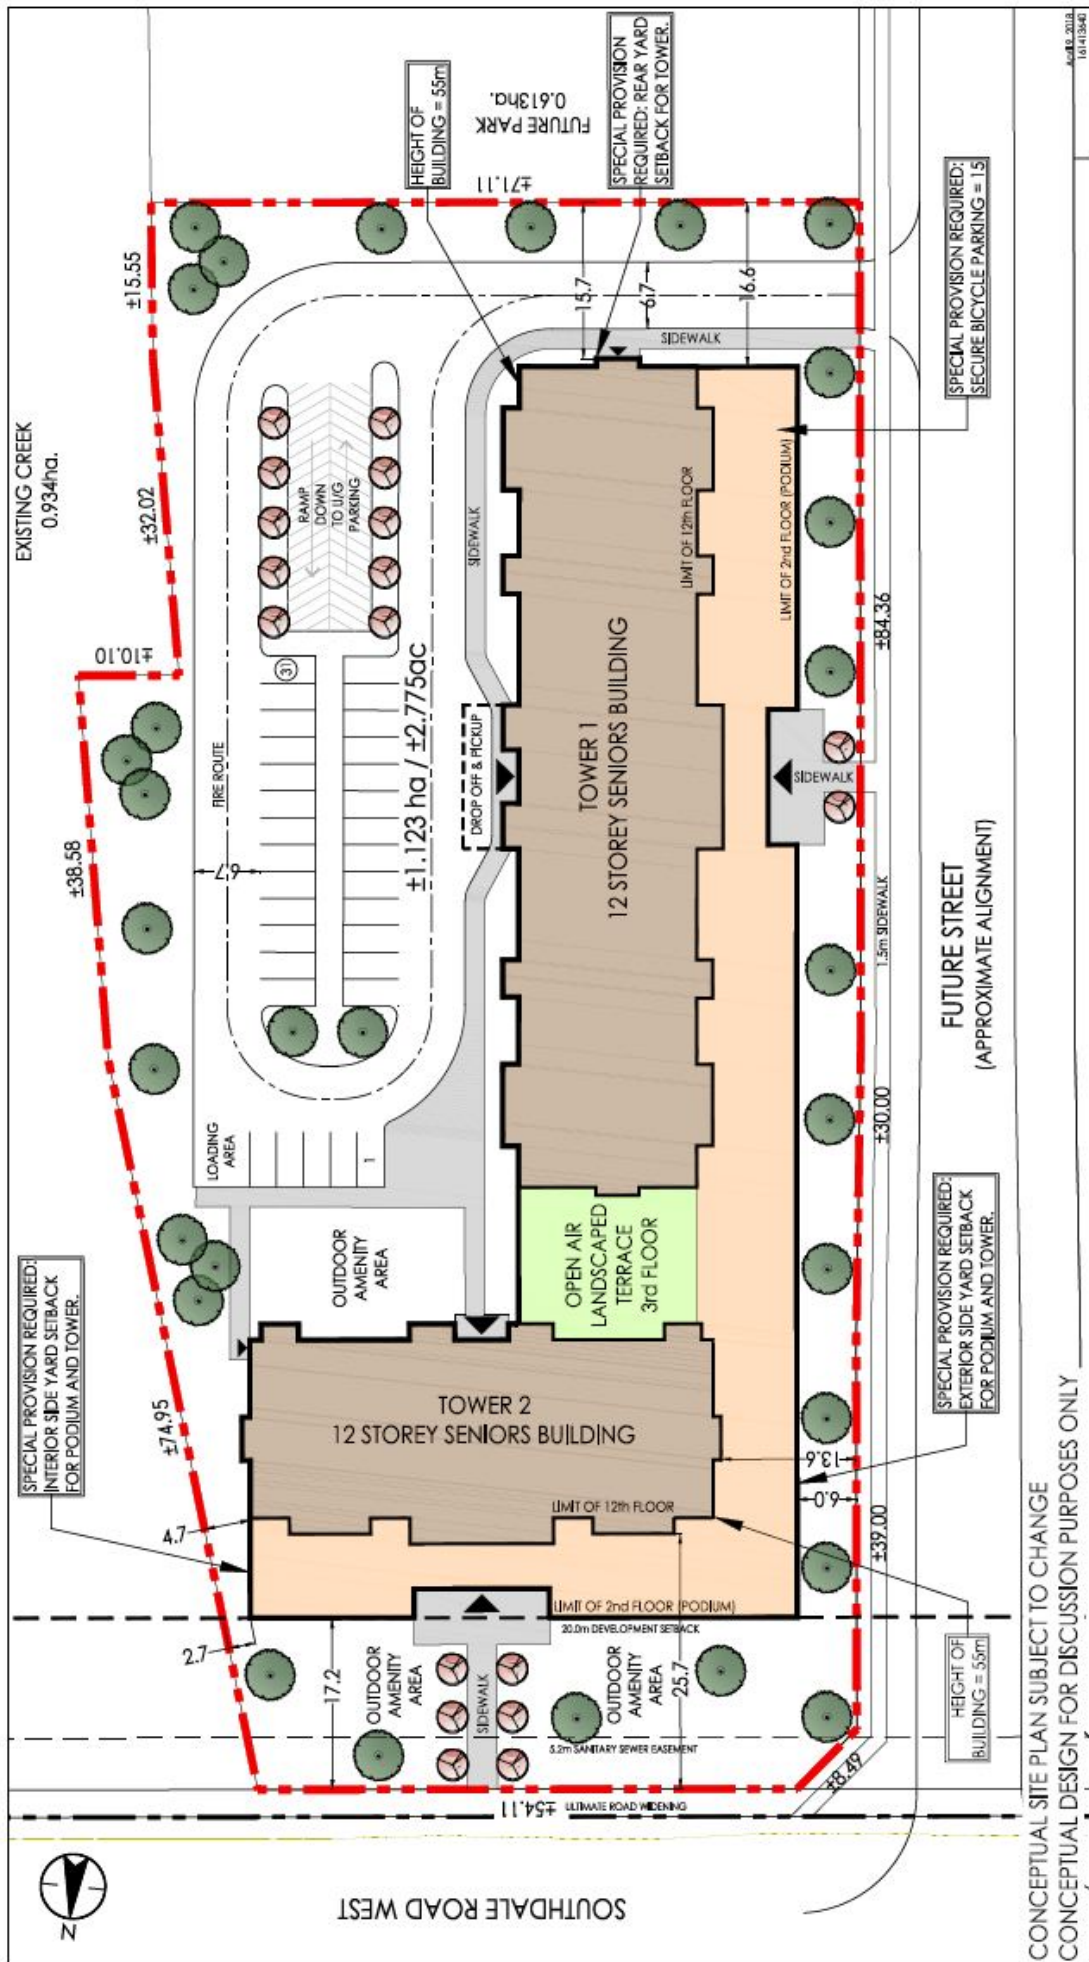 EXISTING CREEK
0.934ha.
FUTURE PARK
0.613ha.
HEIGHT OF
BUILDING = 55m
SPECIAL PROVISION
REQUIRED: REAR YARD
SETBACK FOR TOWER.
±71.11
±15.55
±32.02
±10.10
±38.58
±74.95
15.7
6.7
16.6
SIDEWALK
RAMP
DOWN
TO U/G
PARKING
31
FIRE ROUTE
6.7
±1.123 ha / ±2.775ac
SIDEWALK
DROP OFF & PICKUP
LOADING
AREA
1
TOWER 1
12 STOREY SENIORS BUILDING
LIMIT OF 12th FLOOR
LIMIT OF 2nd FLOOR (PODIUM)
SPECIAL PROVISION REQUIRED:
SECURE BICYCLE PARKING = 15
±84.36
SIDEWALK
1.5m SIDEWALK
FUTURE STREET
(APPROXIMATE ALIGNMENT)
±30.00
OUTDOOR
AMENITY
AREA
OPEN AIR
LANDSCAPED
TERRACE
3rd FLOOR
SPECIAL PROVISION REQUIRED:
INTERIOR SIDE YARD SETBACK
FOR PODIUM AND TOWER.
TOWER 2
12 STOREY SENIORS BUILDING
LIMIT OF 12th FLOOR
LIMIT OF 2nd FLOOR (PODIUM)
20.0m DEVELOPMENT SETBACK
SPECIAL PROVISION REQUIRED:
EXTERIOR SIDE YARD SETBACK
FOR PODIUM AND TOWER.
13.6
6.0
±39.00
4.7
2.7
17.2
OUTDOOR
AMENITY
AREA
SIDEWALK
OUTDOOR
AMENITY
AREA
25.7
5.2m SANITARY SEWER EASEMENT
HEIGHT OF
BUILDING = 55m
±8.49
±54.11
ULTIMATE ROAD WIDENING
SOUTHDALE ROAD WEST
N
CONCEPTUAL SITE PLAN SUBJECT TO CHANGE
CONCEPTUAL DESIGN FOR DISCUSSION PURPOSES ONLY
161413640